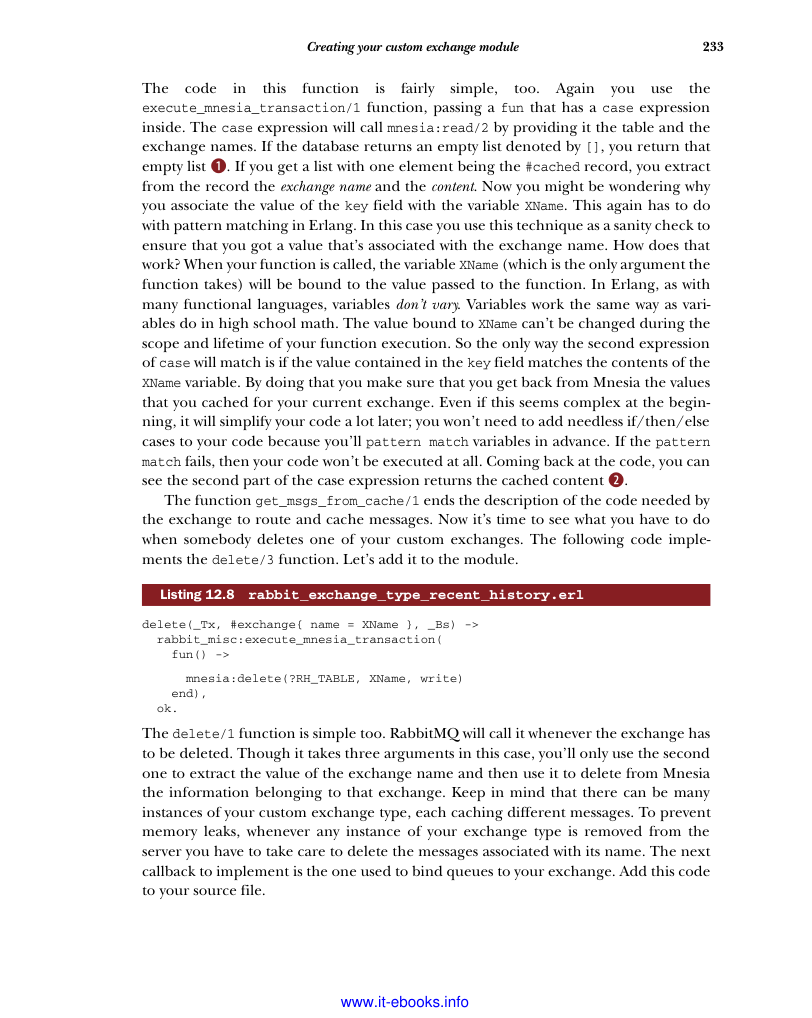 Creating your custom exchange module 233
The code in this function is fairly simple, too. Again you use the
execute_mnesia_transaction/1 function, passing a fun that has a case expression
inside. The case expression will call mnesia:read/2 by providing it the table and the
exchange names. If the database returns an empty list denoted by [], you return that
empty list 1. If you get a list with one element being the #cached record, you extract
from the record the exchange name and the content. Now you might be wondering why
you associate the value of the key field with the variable XName. This again has to do
with pattern matching in Erlang. In this case you use this technique as a sanity check to
ensure that you got a value that's associated with the exchange name. How does that
work? When your function is called, the variable XName (which is the only argument the
function takes) will be bound to the value passed to the function. In Erlang, as with
many functional languages, variables don't vary. Variables work the same way as vari-
ables do in high school math. The value bound to XName can't be changed during the
scope and lifetime of your function execution. So the only way the second expression
of case will match is if the value contained in the key field matches the contents of the
XName variable. By doing that you make sure that you get back from Mnesia the values
that you cached for your current exchange. Even if this seems complex at the begin-
ning, it will simplify your code a lot later; you won't need to add needless if/then/else
cases to your code because you'll pattern match variables in advance. If the pattern
match fails, then your code won't be executed at all. Coming back at the code, you can
see the second part of the case expression returns the cached content 2.
The function get_msgs_from_cache/1 ends the description of the code needed by
the exchange to route and cache messages. Now it's time to see what you have to do
when somebody deletes one of your custom exchanges. The following code imple-
ments the delete/3 function. Let's add it to the module.
Listing 12.8 rabbit_exchange_type_recent_history.erl
delete(_Tx, #exchange{ name = XName }, _Bs) ->
rabbit_misc:execute_mnesia_transaction(
fun() ->
mnesia:delete(?RH_TABLE, XName, write)
end),
ok.
The delete/1 function is simple too. RabbitMQ will call it whenever the exchange has
to be deleted. Though it takes three arguments in this case, you'll only use the second
one to extract the value of the exchange name and then use it to delete from Mnesia
the information belonging to that exchange. Keep in mind that there can be many
instances of your custom exchange type, each caching different messages. To prevent
memory leaks, whenever any instance of your exchange type is removed from the
server you have to take care to delete the messages associated with its name. The next
callback to implement is the one used to bind queues to your exchange. Add this code
to your source file.
www.it-ebooks.info